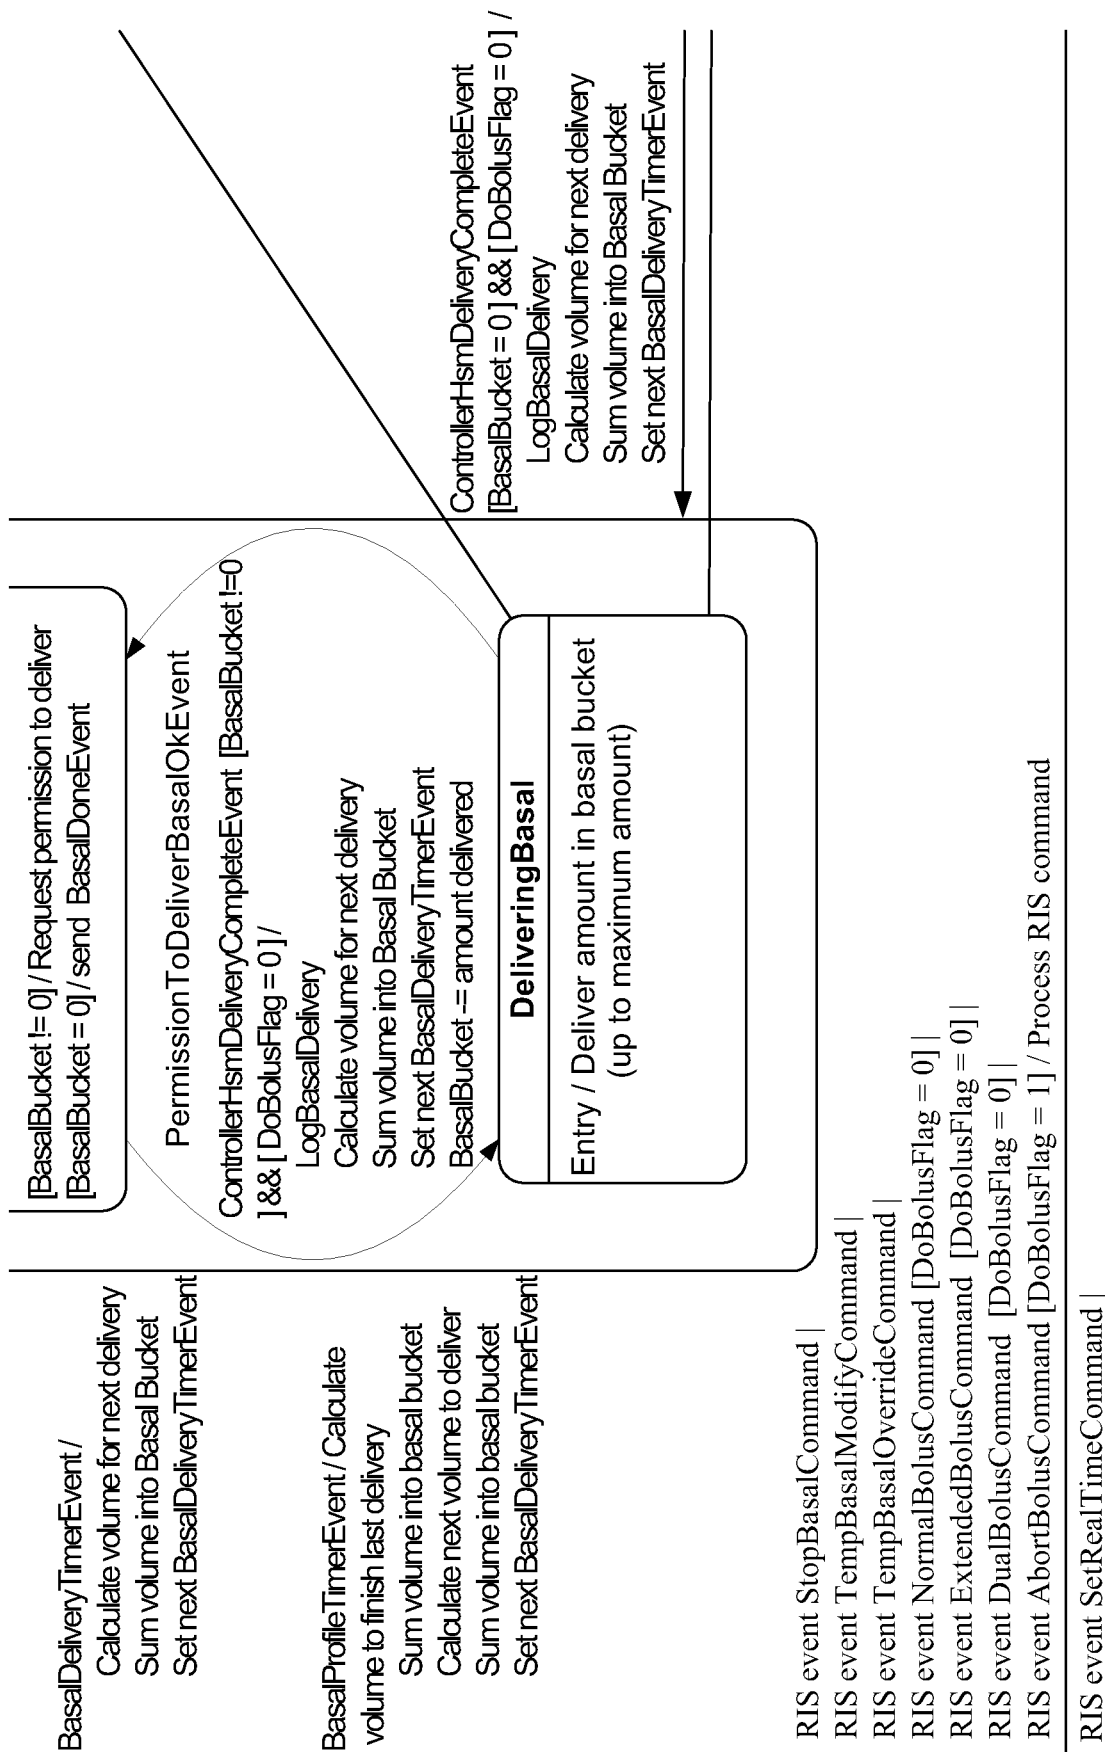 BasalDeliveryTimerEvent /
Calculate volume for next delivery
Sum volume into Basal Bucket
Set next BasalDeliveryTimerEvent
BasalProfileTimerEvent / Calculate
volume to finish last delivery
Sum volume into basal bucket
Calculate next volume to deliver
Sum volume into basal bucket
Set next BasalDeliveryTimerEvent
[BasalBucket != 0] / Request permission to deliver
[BasalBucket = 0] / send BasalDoneEvent
PermissionToDeliverBasalOkEvent
ControllerHsmDeliveryCompleteEvent [BasalBucket !=0
] && [ DoBolusFlag = 0] /
LogBasalDelivery
Calculate volume for next delivery
Sum volume into Basal Bucket
Set next BasalDeliveryTimerEvent
BasalBucket -= amount delivered
DeliveringBasal
Entry / Deliver amount in basal bucket
(up to maximum amount)
ControllerHsmDeliveryCompleteEvent
[BasalBucket = 0 ] && [ DoBolusFlag = 0] /
LogBasalDelivery
Calculate volume for next delivery
Sum volume into Basal Bucket
Set next BasalDeliveryTimerEvent
RIS event StopBasalCommand |
RIS event TempBasalModifyCommand |
RIS event TempBasalOverrideCommand |
RIS event NormalBolusCommand [DoBolusFlag = 0] |
RIS event ExtendedBolusCommand [DoBolusFlag = 0] |
RIS event DualBolusCommand [DoBolusFlag = 0] |
RIS event AbortBolusCommand [DoBolusFlag = 1] / Process RIS command
RIS event SetRealTimeCommand |